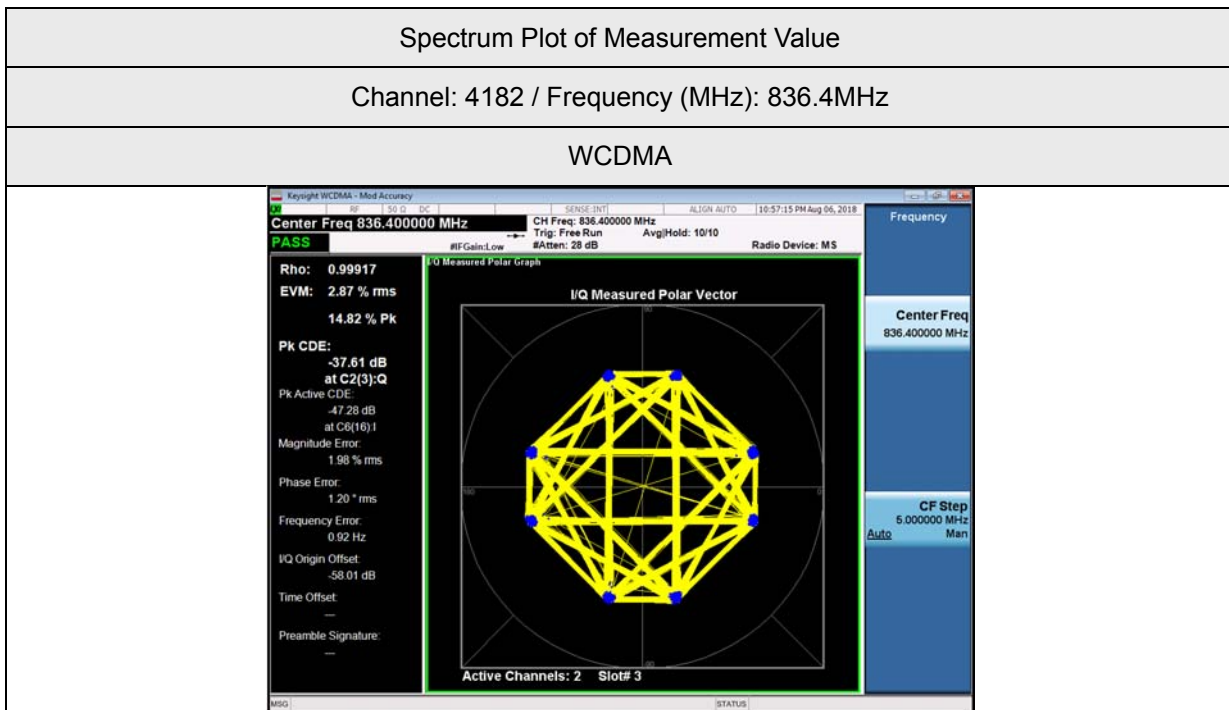 Spectrum Plot of Measurement Value
Channel: 4182 / Frequency (MHz): 836.4MHz
WCDMA
Keysight WCDMA - Mod Accuracy
RF 50 Ω DC SENSE:INT ALIGN AUTO 10:57:15 PM Aug 06, 2018
Center Freq 836.400000 MHz
CH Freq: 836.400000 MHz
Trig: Free Run Avg|Hold: 10/10
PASS
#IFGain:Low #Atten: 28 dB Radio Device: MS
Rho: 0.99917
EVM: 2.87 % rms
14.82 % Pk
Pk CDE:
-37.61 dB
at C2(3):Q
Pk Active CDE:
-47.28 dB
at C6(16):I
Magnitude Error:
1.98 % rms
Phase Error:
1.20 ° rms
Frequency Error:
0.92 Hz
I/Q Origin Offset:
-58.01 dB
Time Offset:
---
Preamble Signature:
---
I/Q Measured Polar Graph
I/Q Measured Polar Vector
90
180
0
-90
Active Channels: 2 Slot# 3
Frequency
Center Freq
836.400000 MHz
CF Step
5.000000 MHz
Auto Man
MSG STATUS